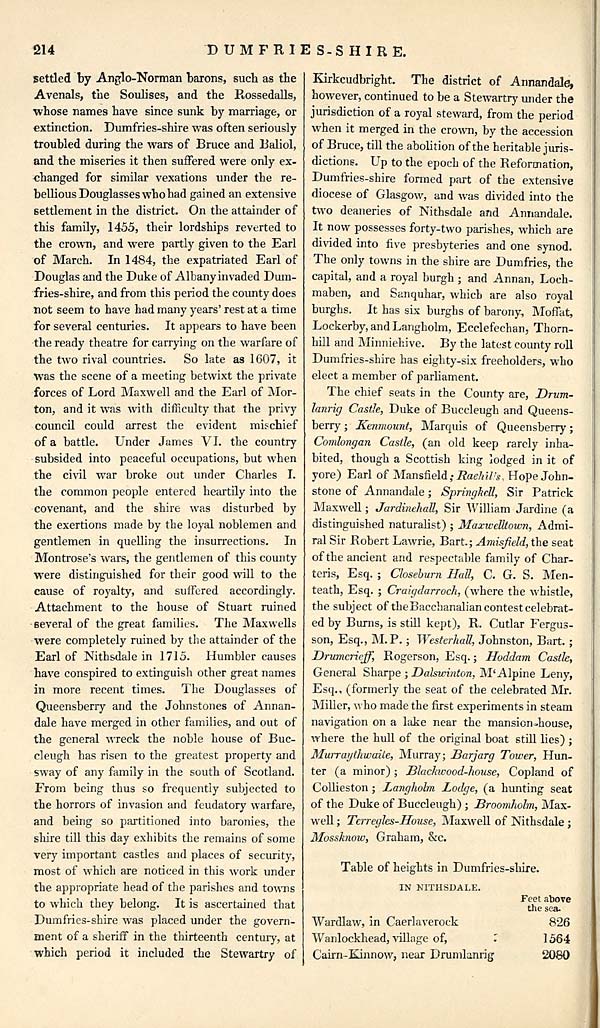 214
DUMFRIES-SHIRE.
settled by Anglo-Norman barons, such as the
Avenals, the Soulises, and the Rossedalls,
whose names have since sunk by marriage, or
extinction. Dumfries-shire was often seriously
troubled during the wars of Bruce and Baliol,
and the miseries it then suffered were only ex-
changed for similar vexations under the re-
bellious Douglasses who had gained an extensive
settlement in the district. On the attainder of
this family, 1455, their lordships reverted to
the crown, and were partly given to the Earl
of March. In 1484, the expatriated Earl of
Douglas and the Duke of Albany invaded Dum-
fries-shire, and from this period the county does
not seem to have had many years' rest at a time
for several centuries. It appears to have been
the ready theatre for carrying on the warfare of
the two rival countries. So late as 1607, it
was the scene of a meeting betwixt the private
forces of Lord Maxwell and the Earl of Mor-
ton, and it was with difficulty that the privy
council could arrest the evident mischief
of a battle. Under James VI. the country
subsided into peaceful occupations, but when
the civil war broke out under Charles I.
the common people entered heartily into the
covenant, and the shire was disturbed by
the exertions made by the loyal noblemen and
gentlemen in quelling the insurrections. In
Montrose's wars, the gentlemen of this county
were distinguished for their good will to the
cause of royalty, and suffered accordingly.
Attachment to the house of Stuart ruined
several of the great families. The Maxwells
were completely ruined by the attainder of the
Earl of Nithsdale in 1715. Humbler causes
have conspired to extinguish other great names
in more recent times. The Douglasses of
Queensberry and the Johnstones of Annan-
dale have merged in other families, and out of
the general wreck the noble house of Buc-
cleugh has risen to the greatest property and
sway of any family in the south of Scotland.
From being thus so frequently subjected to
the horrors of invasion and feudatory warfare,
and being so partitioned into baronies, the
shire till this day exhibits the remains of some
very important castles and places of security,
most of which are noticed in this work under
the appropriate head of the parishes and towns
to which they belong. It is ascertained that
Dumfries-shire was placed under the govern-
ment of a sheriff in the thirteenth century, at
which period it included the Stewartry of
Kirkcudbright. The district of Annandale,
however, continued to be a Stewartry under the
jurisdiction of a royal steward, from the period
when it merged in the crown, by the accession
of Bruce, till the abolition of the heritable juris-
dictions. Up to the epoch of the Reformation,
Dumfries-shire formed part of the extensive
diocese of Glasgow, and was divided into the
two deaneries of Nithsdale and Annandale.
It now possesses forty-two parishes, which are
divided into five presbyteries and one synod.
The only towns in the shire are Dumfries, the
capital, and a royal burgh; and Annan, Loch-
maben, and Sanquhar, which are also royal
burghs. It has six burghs of barony, Moffat,
Lockerby, and Langholm, Ecclefechan, Thorn-
hill and Minniehive. By the latest county roll
Dumfries-shire has eighty-six freeholders, who
elect a member of parliament.
The chief seats in the County are, Drum-
lanrig Castle, Duke of Buccleugh and Queens-
berry; Kenmount, Marquis of Queensberry;
Comlongan Castle, (an old keep rarely inha-
bited, though a Scottish king lodged in it of
yore) Earl of Mansfield; Raehil's, Hope John-
stone of Annandale; Springkell, Sir Patrick
Maxwell; Jardinehall, Sir William Jardine (a
distinguished naturalist); Maxwelltown, Admi-
ral Sir Robert Lawrie, Bart.; Amisfield, the seat
of the ancient and respectable family of Char-
teris, Esq.; Closeburn Hall, C. G. S. Men-
teath, Esq.; Craigdarroch, (where the whistle,
the subject of the Bacchanalian contest celebrat-
ed by Burns, is still kept), R. Cutlar Fergus-
son, Esq., M.P.; Westerhall, Johnston, Bart.;
Drumcrieff, Rogerson, Esq.; Hoddam Castle,
General Sharpe; Dalswinton, M'Alpine Leny,
Esq., (formerly the seat of the celebrated Mr.
Miller, who made the first experiments in steam
navigation on a lake near the mansion-house,
where the hull of the original boat still lies);
Murraythwaite, Murray; Barjarg Tower, Hun-
ter (a minor); Blackwood-house, Copland of
Collieston; Langholm Lodge, (a hunting seat
of the Duke of Buccleugh); Broomholm, Max-
well; Terregles-House, Maxwell of Nithsdale;
Mossknow, Graham, &c.
Table of heights in Dumfries-shire.
IN NITHSDALE.
Feet above
the sea.
Wardlaw, in Caerlaverock 826
Wanlockhead, village of, : 1564
Cairn-Kinnow, near Drumlanrig 2080